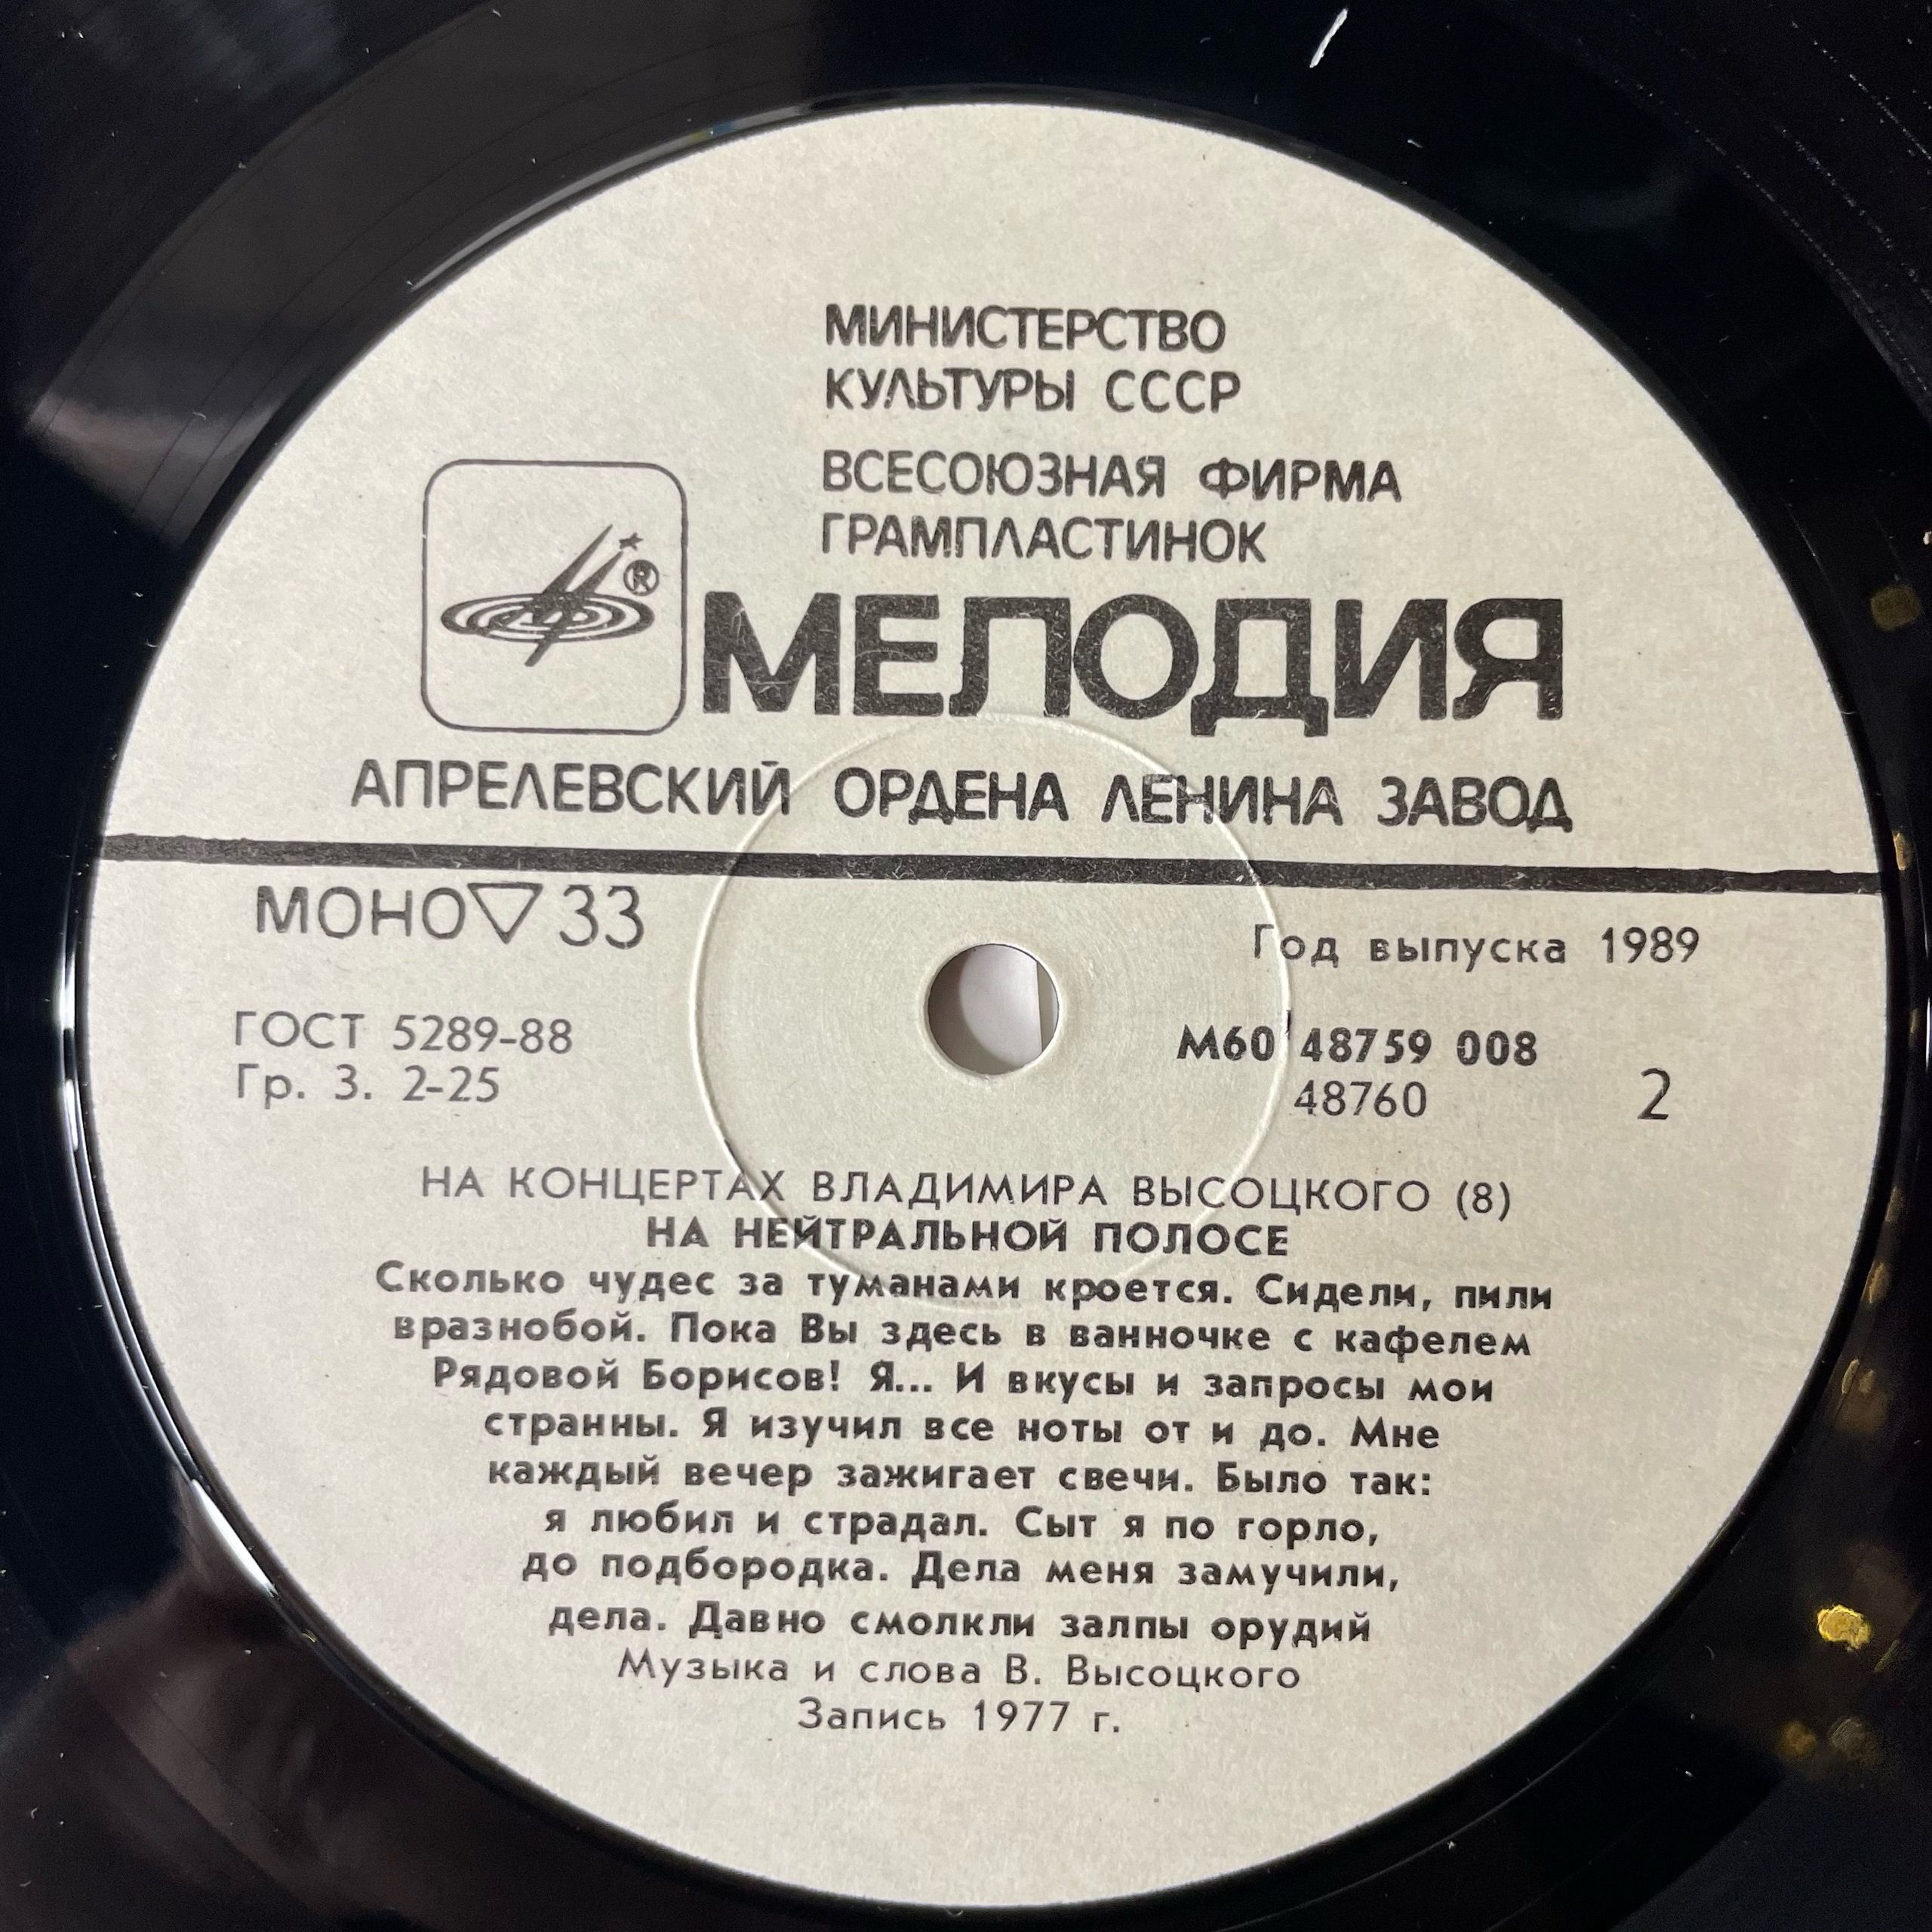 МИНИСТЕРСТВО
КУЛЬТУРЫ СССР
ВСЕСОЮЗНАЯ ФИРМА
ГРАМПЛАСТИНОК
®
МЕЛОДИЯ
АПРЕЛЕВСКИЙ ОРДЕНА ЛЕНИНА ЗАВОД
МОНО▽33
Год выпуска 1989
ГОСТ 5289-88
М60 48759 008
Гр. 3. 2-25
48760
2
НА КОНЦЕРТАХ ВЛАДИМИРА ВЫСОЦКОГО (8)
НА НЕЙТРАЛЬНОЙ ПОЛОСЕ
Сколько чудес за туманами кроется. Сидели, пили
вразнобой. Пока Вы здесь в ванночке с кафелем
Рядовой Борисов! Я... И вкусы и запросы мои
странны. Я изучил все ноты от и до. Мне
каждый вечер зажигает свечи. Было так:
я любил и страдал. Сыт я по горло,
до подбородка. Дела меня замучили,
дела. Давно смолкли залпы орудий
Музыка и слова В. Высоцкого
Запись 1977 г.